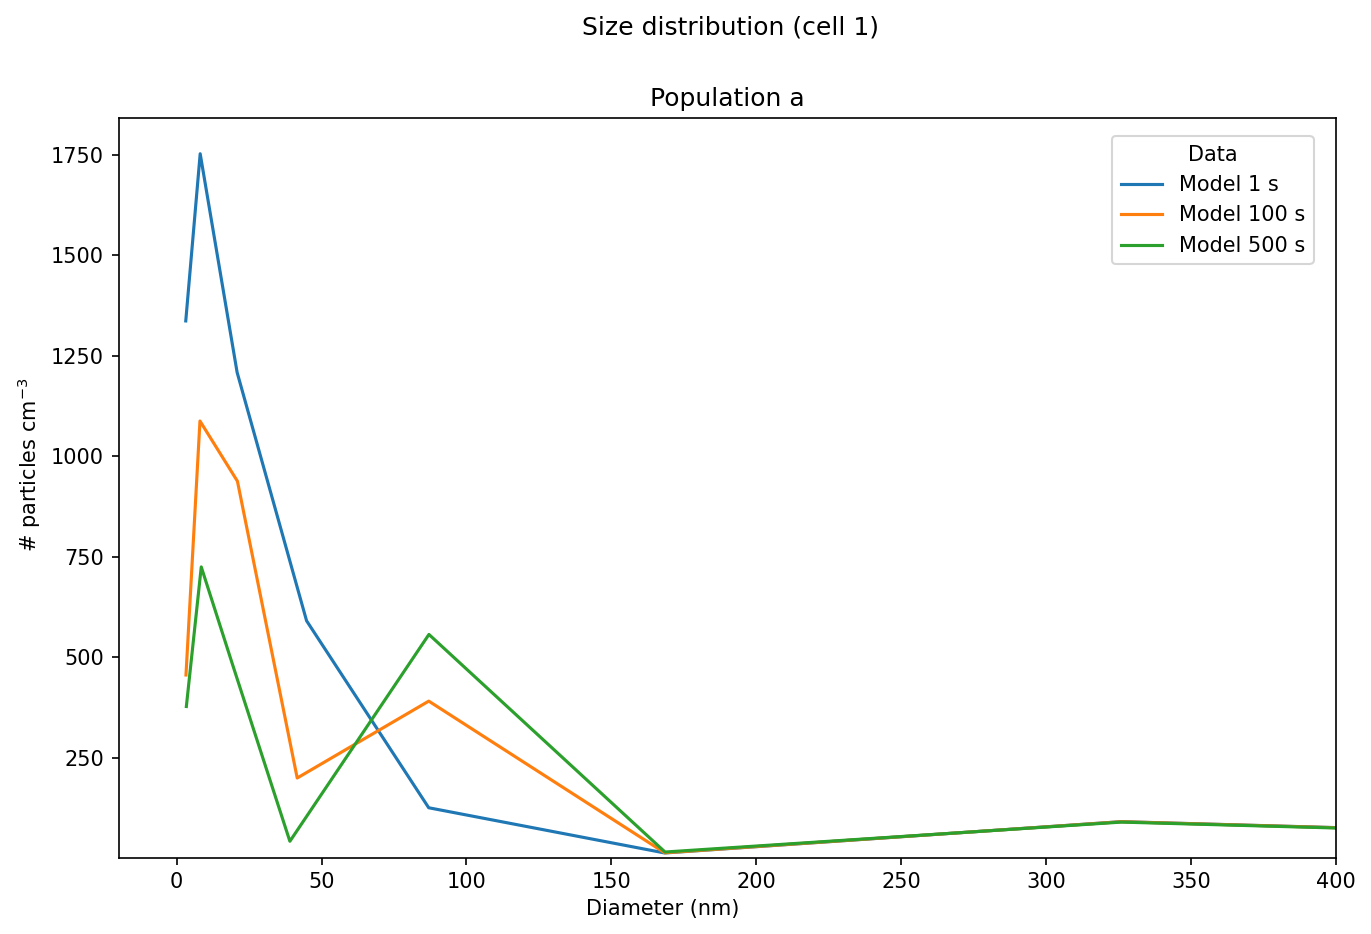 Size distribution (cell 1)
Population a
Data
Model 1 s
Model 100 s
Model 500 s
1750
1500
1250
1000
750
500
250
# particles cm⁻³
0 50 100 150 200 250 300 350 400
Diameter (nm)